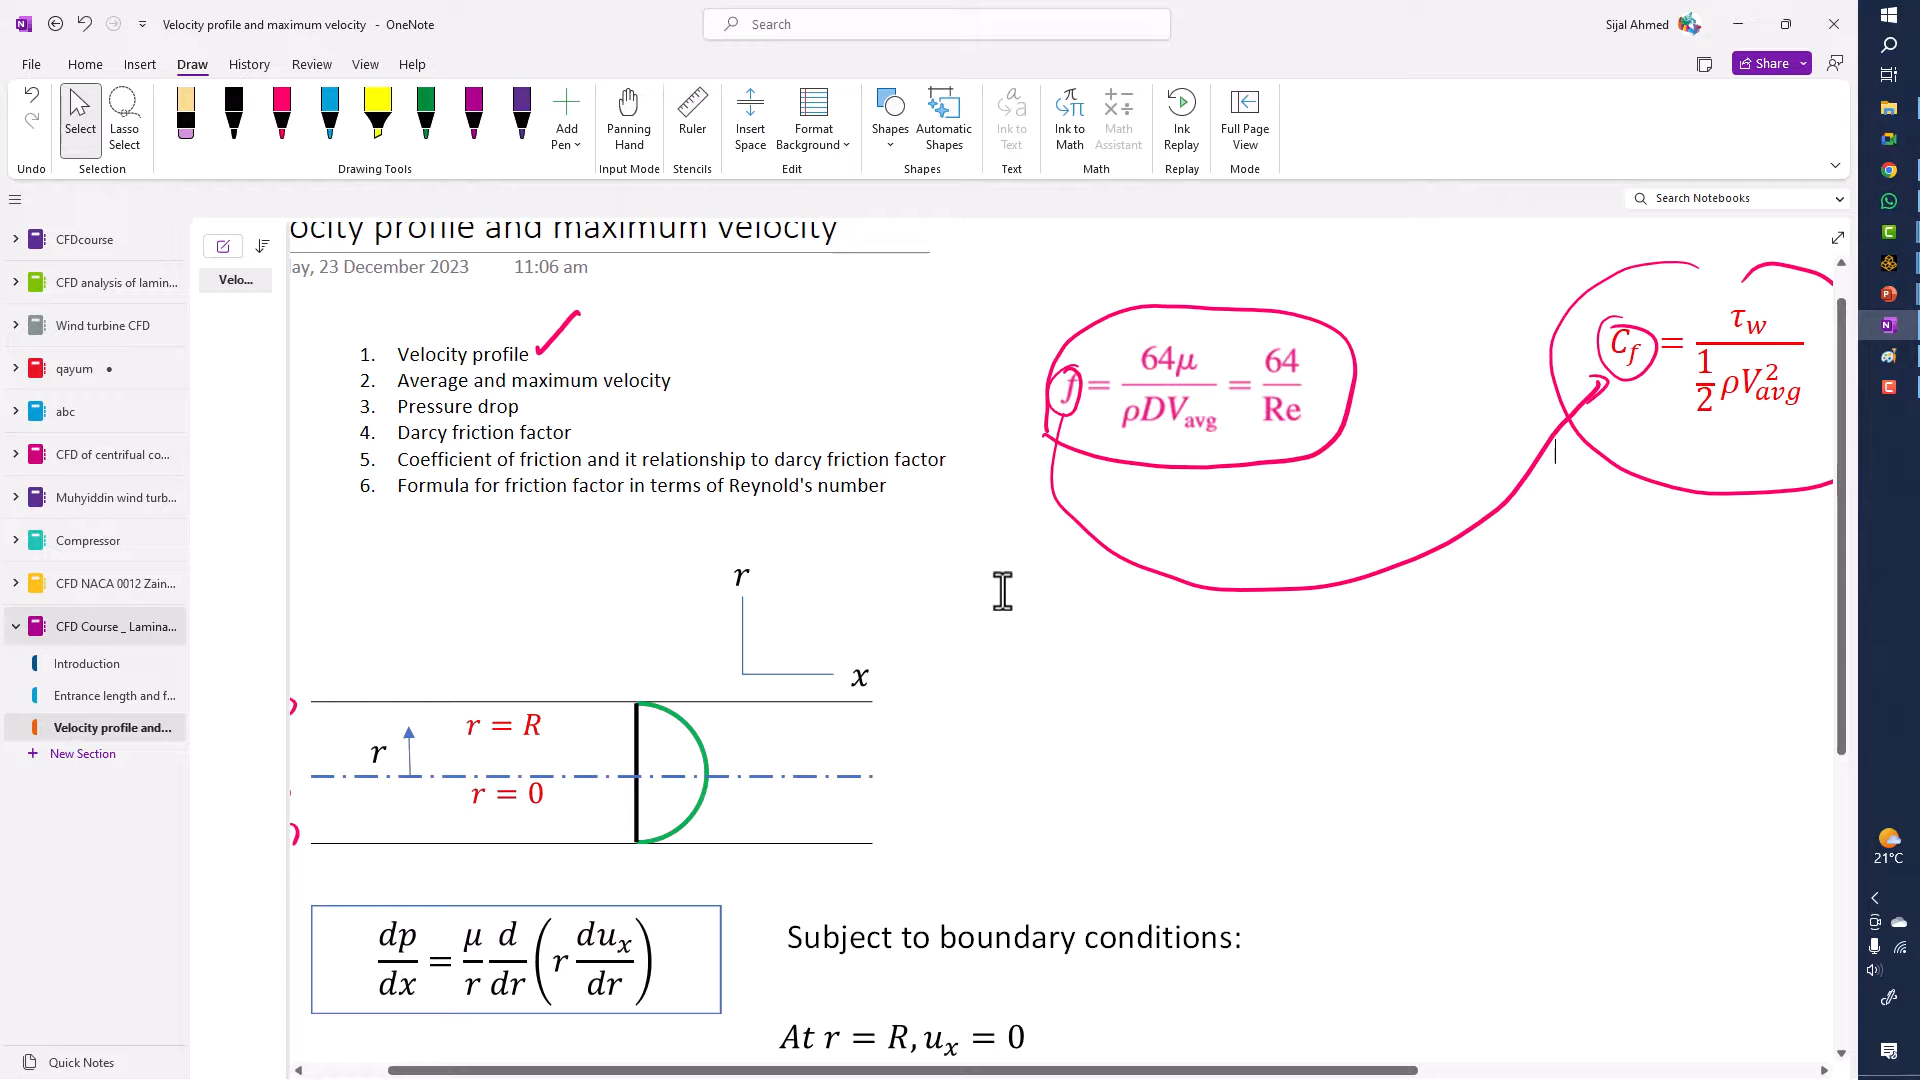 Velocity profile and maximum velocity - OneNote
Search
Sijal Ahmed
File Home Insert Draw History Review View Help
Share
Select
Lasso Select
Add Pen
Panning Hand
Ruler
Insert Space
Format Background
Shapes
Automatic Shapes
Ink to Text
Ink to Math
Math Assistant
Ink Replay
Full Page View
Undo Selection Drawing Tools Input Mode Stencils Edit Shapes Text Math Replay Mode
Search Notebooks
CFDcourse
CFD analysis of lamin...
Wind turbine CFD
qayum
abc
CFD of centrifual co...
Muhyiddin wind turb...
Compressor
CFD NACA 0012 Zain...
CFD Course _ Lamina...
Introduction
Entrance length and f...
Velocity profile and...
New Section
Quick Notes
Velo...
ocity profile and maximum velocity
ay, 23 December 2023 11:06 am
1. Velocity profile
2. Average and maximum velocity
3. Pressure drop
4. Darcy friction factor
5. Coefficient of friction and it relationship to darcy friction factor
6. Formula for friction factor in terms of Reynold's number
f = 64μ / ρDVavg = 64 / Re
C_f = τ_w / (1/2 ρV²avg)
r
x
r = R
r
r = 0
dp/dx = μ/r d/dr (r du_x/dr)
Subject to boundary conditions:
At r = R, u_x = 0
21°C